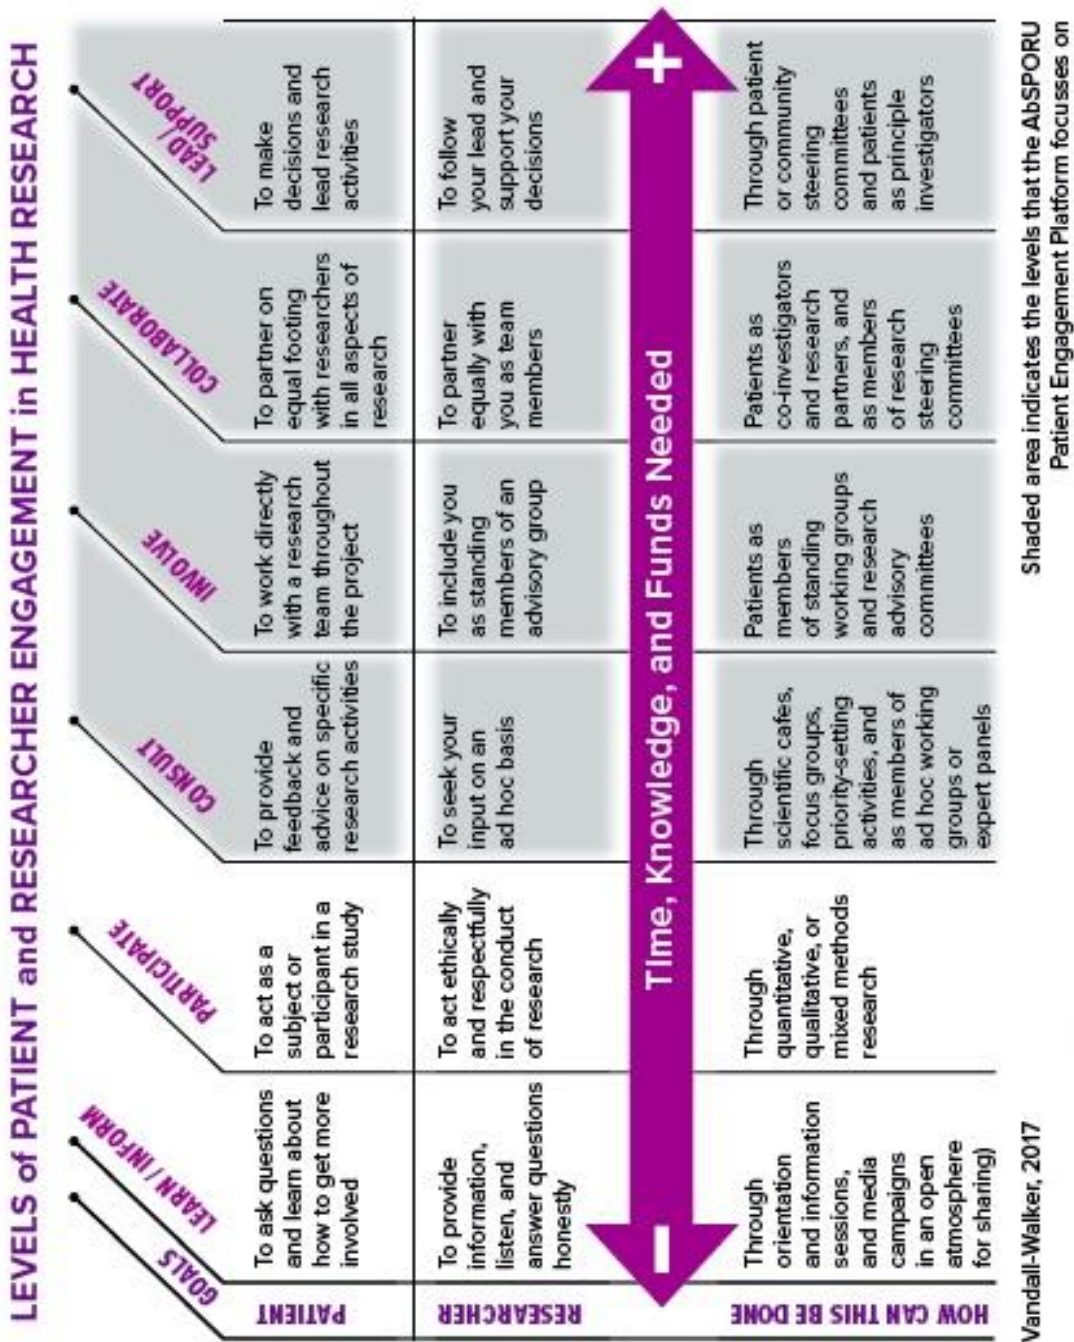 LEVELS of PATIENT and RESEARCHER ENGAGEMENT in HEALTH RESEARCH
GOALS
LEARN / INFORM
PARTICIPATE
CONSULT
INVOLVE
COLLABORATE
LEAD/
SUPPORT
PATIENT
To ask questions
and learn about
how to get more
involved
To act as a
subject or
participant in a
research study
To provide
feedback and
advice on specific
research activities
To work directly
with a research
team throughout
the project
To partner on
equal footing
with researchers
in all aspects of
research
To make
decisions and
lead research
activities
RESEARCHER
To provide
information,
listen, and
answer questions
honestly
To act ethically
and respectfully
in the conduct
of research
To seek your
input on an
ad hoc basis
To include you
as standing
members of an
advisory group
To partner
equally with
you as team
members
To follow
your lead and
support your
decisions
− Time, Knowledge, and Funds Needed +
HOW CAN THIS BE DONE
Through
orientation
and information
sessions,
and media
campaigns
in an open
atmosphere
for sharing)
Through
quantitative,
qualitative, or
mixed methods
research
Through
scientific cafes,
focus groups,
priority-setting
activities, and
as members of
ad hoc working
groups or
expert panels
Patients as
members
of standing
working groups
and research
advisory
committees
Patients as
co-investigators
and research
partners, and
as members
of research
steering
committees
Through patient
or community
steering
committees
and patients
as principle
investigators
Vandall-Walker, 2017
Shaded area indicates the levels that the AbSPORU
Patient Engagement Platform focusses on